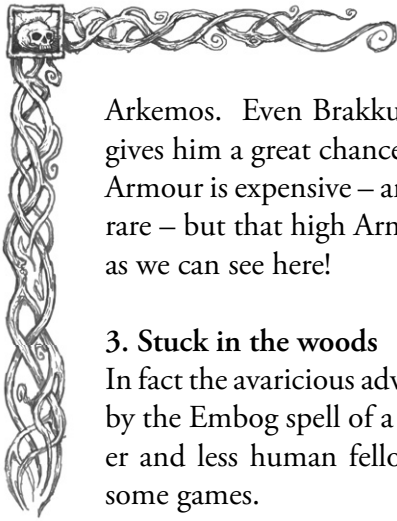 Arkemos. Even Brakku
gives him a great chance
Armour is expensive – a
rare – but that high Arm
as we can see here!
3. Stuck in the woods
In fact the avaricious adv
by the Embog spell of a
er and less human fello
some games.